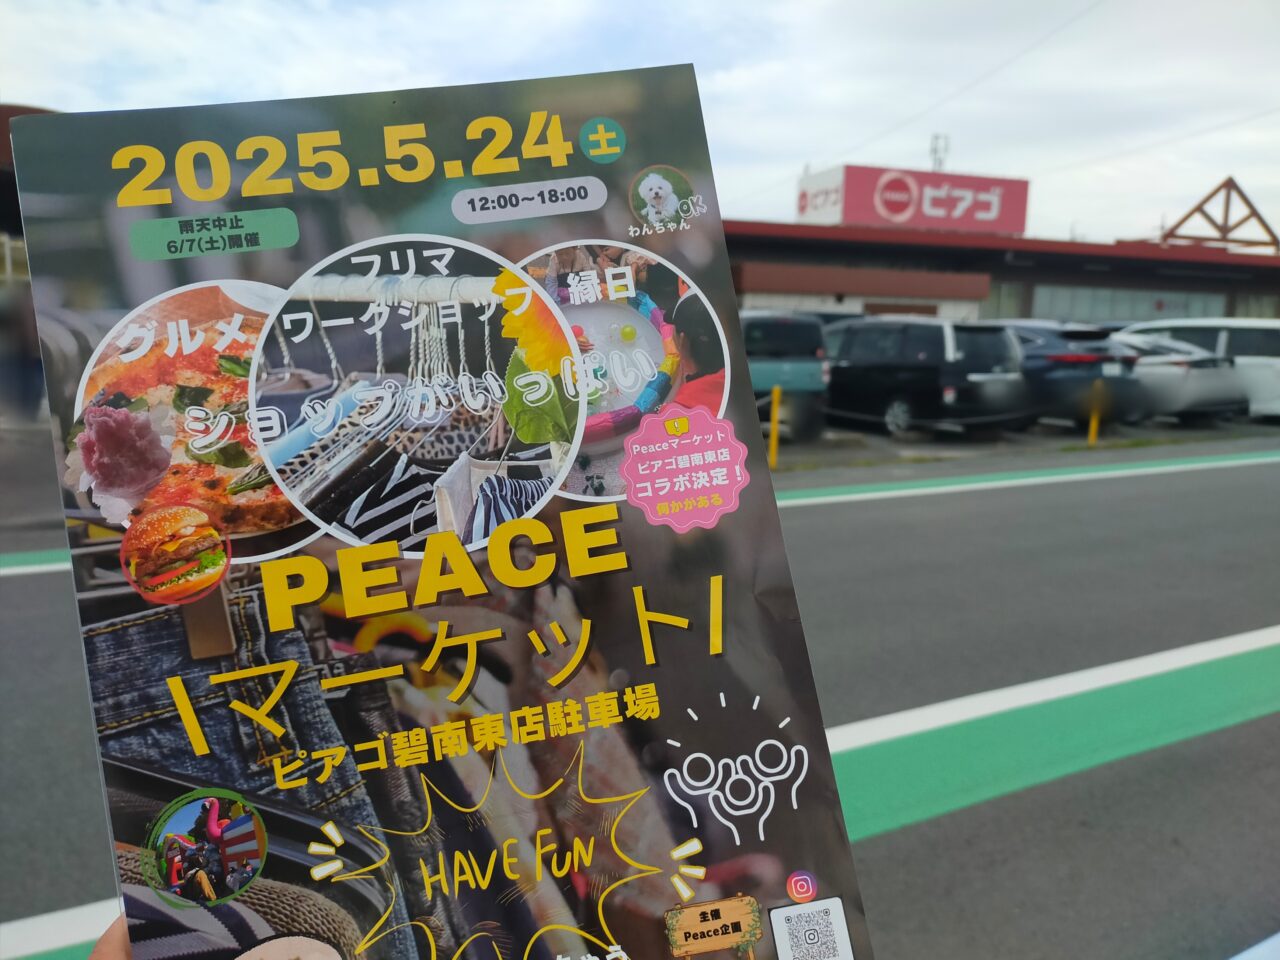 2025.5.24 土
12:00～18:00
雨天中止
6/7(土)開催
OK
わんちゃん
フリマ
グルメ ワークショップ 縁日
ショップがいっぱい
Peaceマーケット
ピアゴ碧南東店
コラボ決定！
何かがある
PEACE
\マーケット/
ピアゴ碧南東店駐車場
HAVE FUN
主催
Peace企画
ピアゴ